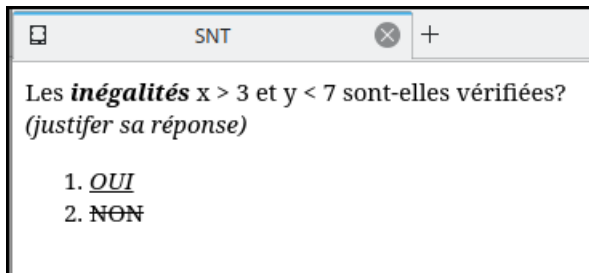 SNT
Les inégalités x > 3 et y < 7 sont-elles vérifiées?
(justifer sa réponse)
1. OUI
2. NON